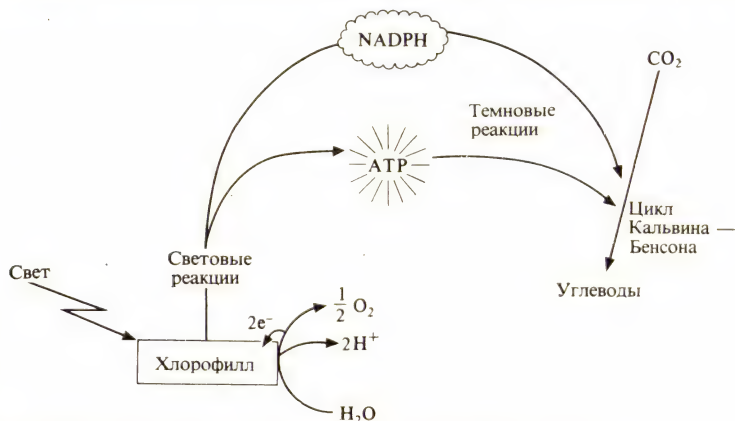 NADPH
CO₂
Темновые
реакции
ATP
Цикл
Кальвина —
Бенсона
Световые
реакции
Свет
Углеводы
1/2 O₂
2e⁻
2H⁺
Хлорофилл
H₂O